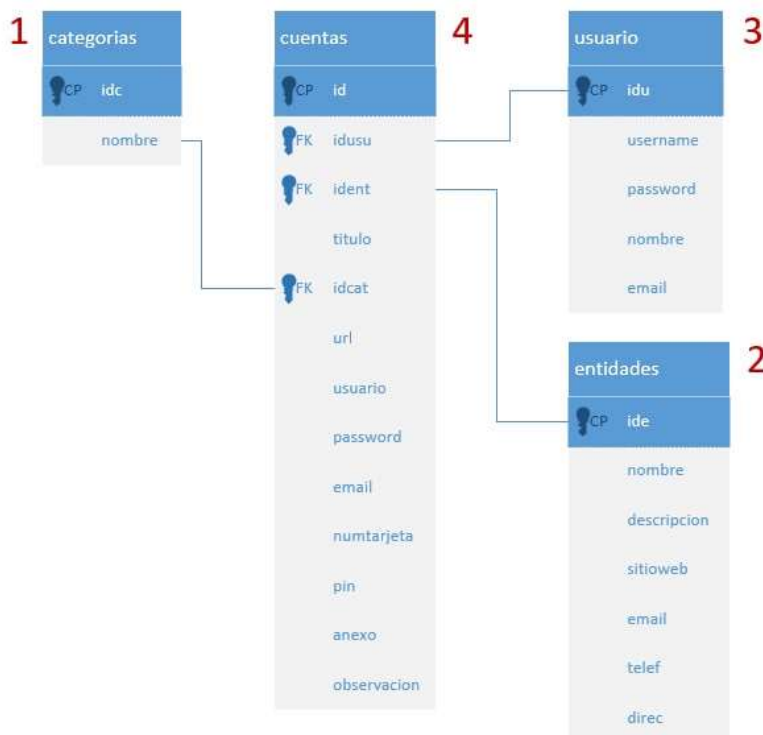 1
categorias
CP idc
nombre
cuentas
4
CP id
FK idusu
FK ident
titulo
FK idcat
url
usuario
password
email
numtarjeta
pin
anexo
observacion
usuario
3
CP idu
username
password
nombre
email
entidades
2
CP ide
nombre
descripcion
sitioweb
email
telef
direc